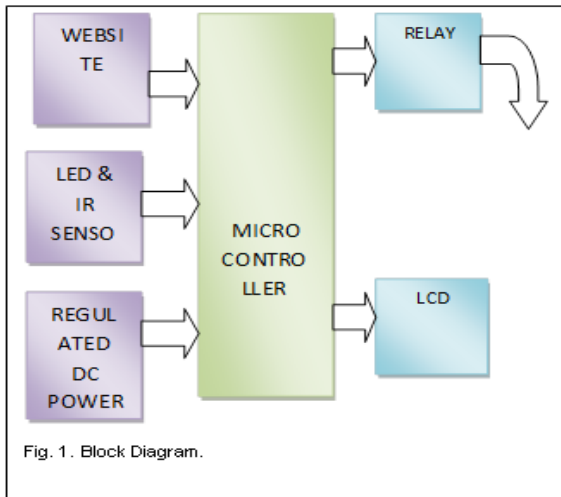 WEBSI
TE
LED &
IR
SENSO
REGUL
ATED
DC
POWER
MICRO
CONTRO
LLER
RELAY
LCD
Fig. 1. Block Diagram.